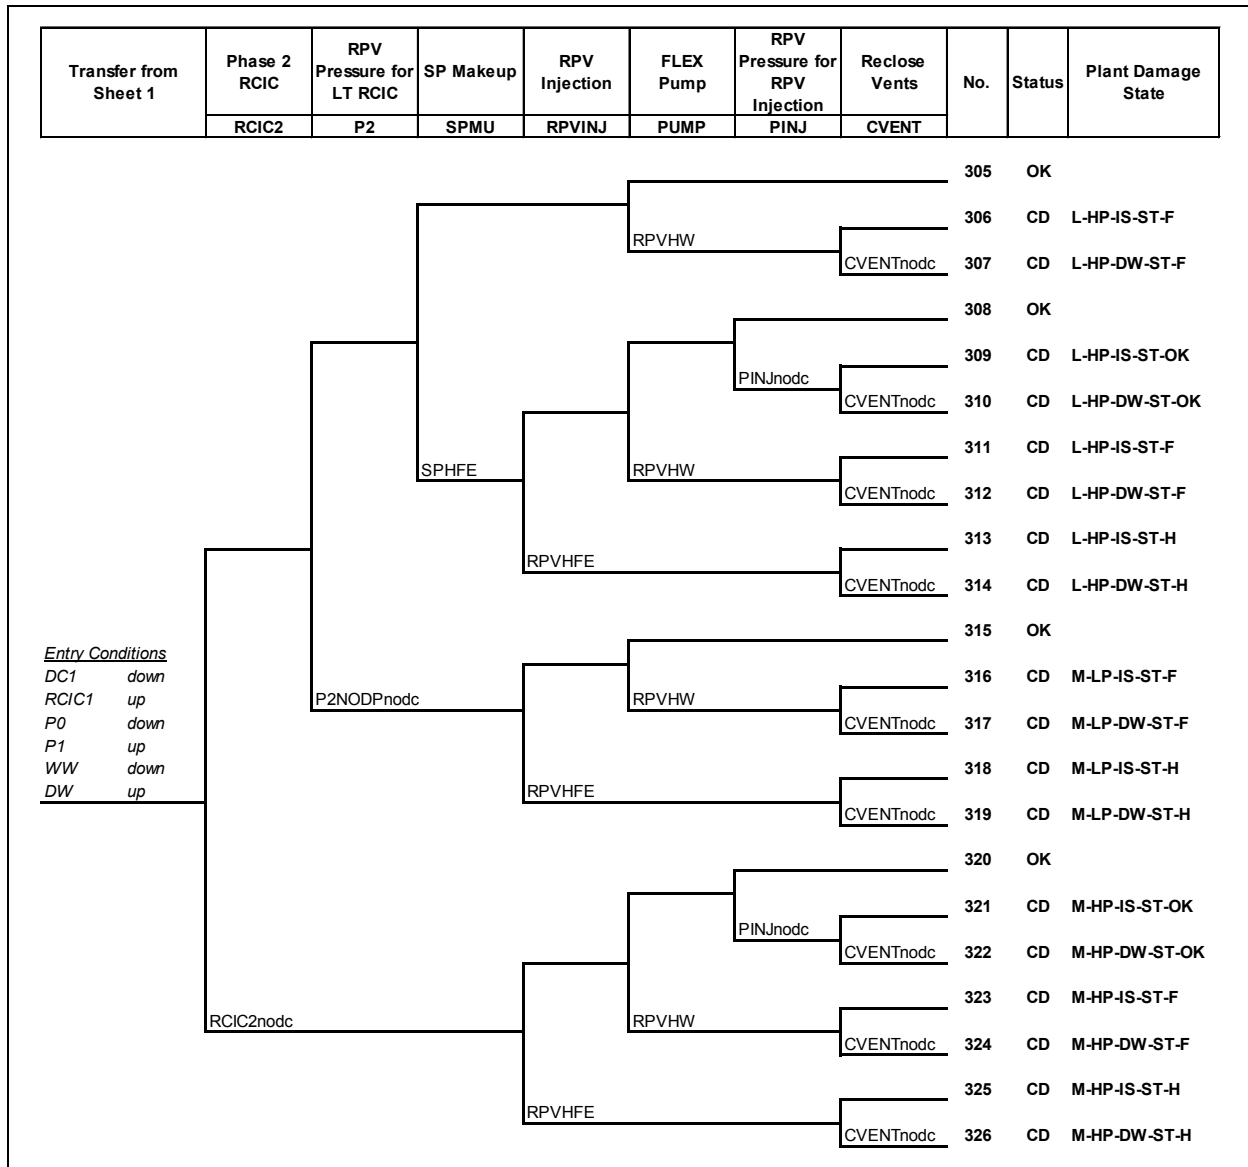 Transfer from Sheet 1
Phase 2 RCIC
RPV Pressure for LT RCIC
SP Makeup
RPV Injection
FLEX Pump
RPV Pressure for RPV Injection
Reclose Vents
No.
Status
Plant Damage State
RCIC2 P2 SPMU RPVINJ PUMP PINJ CVENT
305 OK
306 CD L-HP-IS-ST-F
RPVHW
CVENTnodc 307 CD L-HP-DW-ST-F
308 OK
309 CD L-HP-IS-ST-OK
PINJnodc
CVENTnodc 310 CD L-HP-DW-ST-OK
311 CD L-HP-IS-ST-F
SPHFE RPVHW
CVENTnodc 312 CD L-HP-DW-ST-F
313 CD L-HP-IS-ST-H
RPVHFE
CVENTnodc 314 CD L-HP-DW-ST-H
315 OK
Entry Conditions
DC1 down
316 CD M-LP-IS-ST-F
RCIC1 up
P2NODPnodc RPVHW
P0 down
CVENTnodc 317 CD M-LP-DW-ST-F
P1 up
WW down
318 CD M-LP-IS-ST-H
DW up
RPVHFE
CVENTnodc 319 CD M-LP-DW-ST-H
320 OK
321 CD M-HP-IS-ST-OK
PINJnodc
CVENTnodc 322 CD M-HP-DW-ST-OK
323 CD M-HP-IS-ST-F
RCIC2nodc RPVHW
CVENTnodc 324 CD M-HP-DW-ST-F
325 CD M-HP-IS-ST-H
RPVHFE
CVENTnodc 326 CD M-HP-DW-ST-H